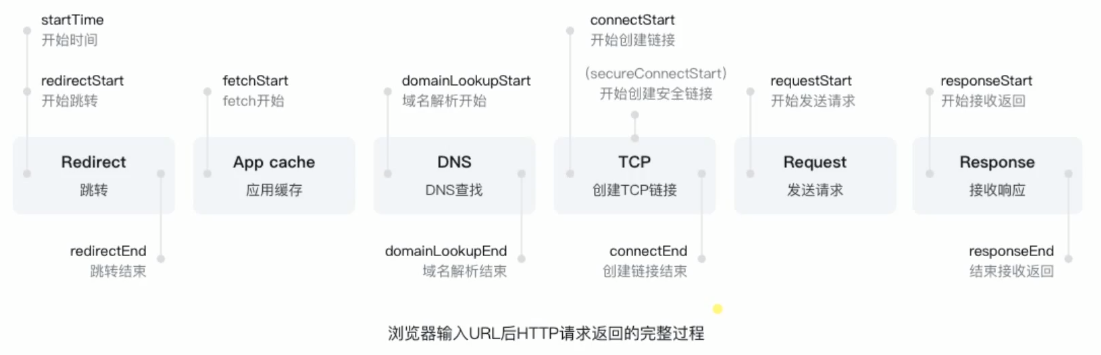 startTime
开始时间
redirectStart
开始跳转
fetchStart
fetch开始
domainLookupStart
域名解析开始
connectStart
开始创建链接
(secureConnectStart)
开始创建安全链接
requestStart
开始发送请求
responseStart
开始接收返回
Redirect
跳转
App cache
应用缓存
DNS
DNS查找
TCP
创建TCP链接
Request
发送请求
Response
接收响应
redirectEnd
跳转结束
domainLookupEnd
域名解析结束
connectEnd
创建链接结束
responseEnd
结束接收返回
浏览器输入URL后HTTP请求返回的完整过程